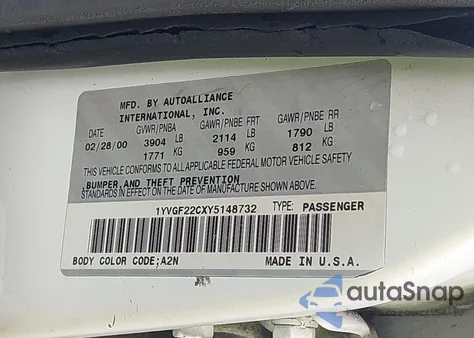 MFD. BY AUTOALLIANCE
INTERNATIONAL, INC.
DATE GVWR/PNBA GAWR/PNBE FRT GAWR/PNBE RR
02/28/00 3904 LB 2114 LB 1790 LB
1771 KG 959 KG 812 KG
THIS VEHICLE CONFORMS TO ALL APPLICABLE FEDERAL MOTOR VEHICLE SAFETY,
BUMPER, AND THEFT PREVENTION
STANDARDS IN EFFECT ON THE DATE OF MANUFACTURE SHOWN ABOVE.
1YVGF22CXY5148732 TYPE: PASSENGER
BODY COLOR CODE;A2N MADE IN U.S.A.
autoSnap